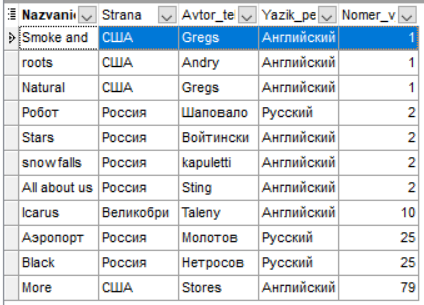 Nazvani Strana Avtor_te Yazik_pe Nomer_v
Smoke and США Gregs Английский 1
roots США Andry Английский 1
Natural США Gregs Английский 1
Робот Россия Шаповало Русский 2
Stars Россия Войтински Английский 2
snowfalls Россия kapuletti Английский 2
All about us Россия Sting Английский 2
Icarus Великобри Taleny Английский 10
Аэропорт Россия Молотов Русский 25
Black Россия Нетросов Русский 25
More США Stores Английский 79